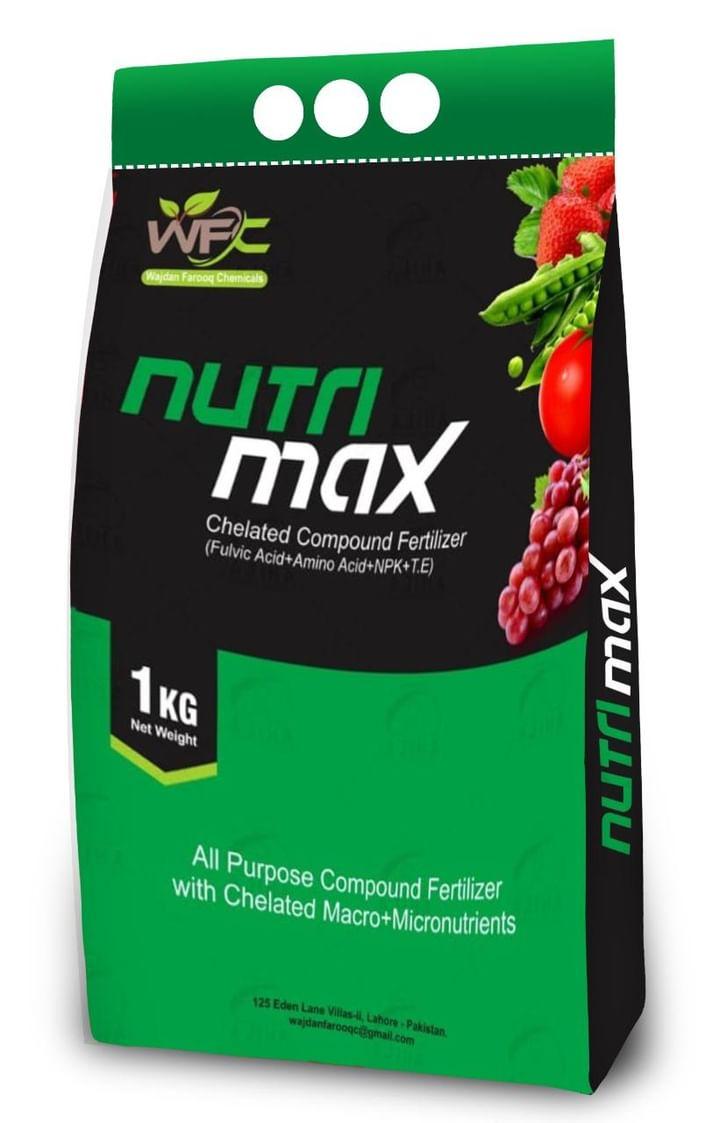 WFC
Wajdan Farooq Chemicals
nutri
max
Chelated Compound Fertilizer
(Fulvic Acid+Amino Acid+NPK+T.E)
1 KG
Net Weight
All Purpose Compound Fertilizer
with Chelated Macro+Micronutrients
125 Eden Lane Villas-ii, Lahore - Pakistan.
wajdanfarooqc@gmail.com
nutri max